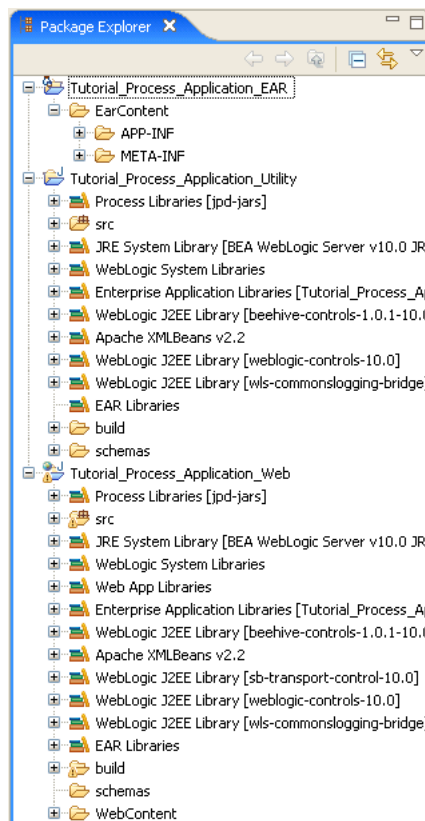 Package Explorer
Tutorial_Process_Application_EAR
EarContent
APP-INF
META-INF
Tutorial_Process_Application_Utility
Process Libraries [jpd-jars]
src
JRE System Library [BEA WebLogic Server v10.0 JR
WebLogic System Libraries
Enterprise Application Libraries [Tutorial_Process_Ap
WebLogic J2EE Library [beehive-controls-1.0.1-10.0
Apache XMLBeans v2.2
WebLogic J2EE Library [weblogic-controls-10.0]
WebLogic J2EE Library [wls-commonslogging-bridge]
EAR Libraries
build
schemas
Tutorial_Process_Application_Web
Process Libraries [jpd-jars]
src
JRE System Library [BEA WebLogic Server v10.0 JR
WebLogic System Libraries
Web App Libraries
Enterprise Application Libraries [Tutorial_Process_Ap
WebLogic J2EE Library [beehive-controls-1.0.1-10.0
Apache XMLBeans v2.2
WebLogic J2EE Library [sb-transport-control-10.0]
WebLogic J2EE Library [weblogic-controls-10.0]
WebLogic J2EE Library [wls-commonslogging-bridge]
EAR Libraries
build
schemas
WebContent